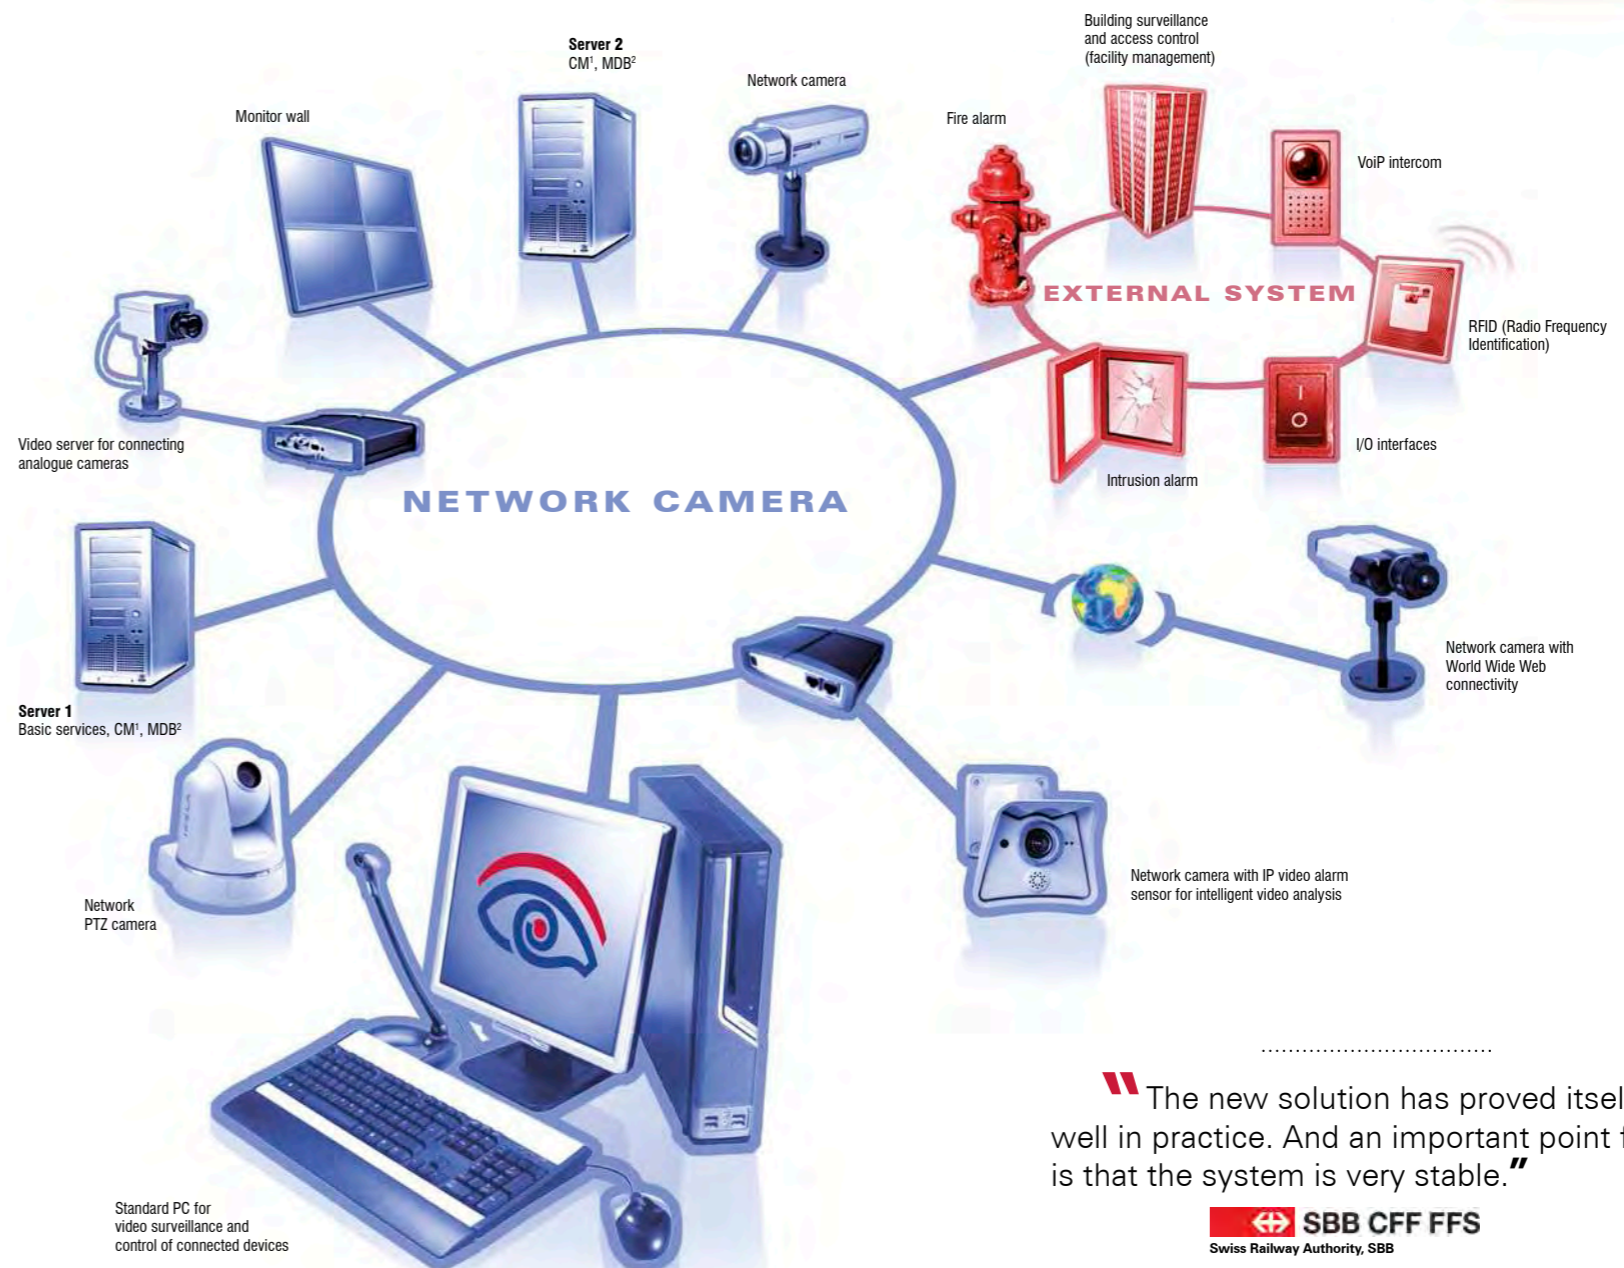 Building surveillance
and access control
(facility management)
Server 2
CM¹, MDB²
Network camera
Monitor wall
Fire alarm
VoiP intercom
EXTERNAL SYSTEM
RFID (Radio Frequency
Identification)
Video server for connecting
analogue cameras
I/O interfaces
Intrusion alarm
NETWORK CAMERA
Network camera with
World Wide Web
connectivity
Server 1
Basic services, CM¹, MDB²
Network camera with IP video alarm
sensor for intelligent video analysis
Network
PTZ camera
"The new solution has proved itsel
well in practice. And an important point f
is that the system is very stable."
Standard PC for
video surveillance and
control of connected devices
SBB CFF FFS
Swiss Railway Authority, SBB